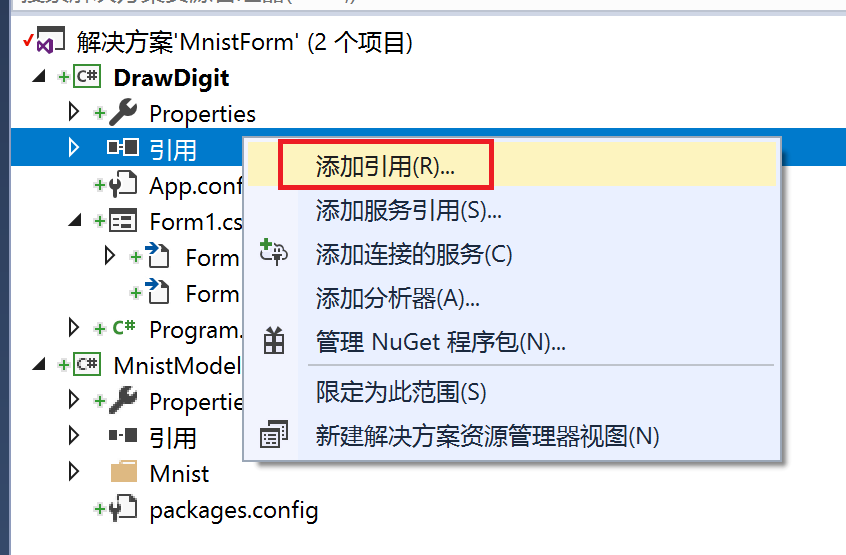 解决方案'MnistForm' (2 个项目)
C# DrawDigit
Properties
引用
添加引用(R)...
App.conf
添加服务引用(S)...
Form1.cs
添加连接的服务(C)
Form
添加分析器(A)...
Form
C# Program.
管理 NuGet 程序包(N)...
C# MnistModel
限定为此范围(S)
Propertie
引用
新建解决方案资源管理器视图(N)
Mnist
packages.config